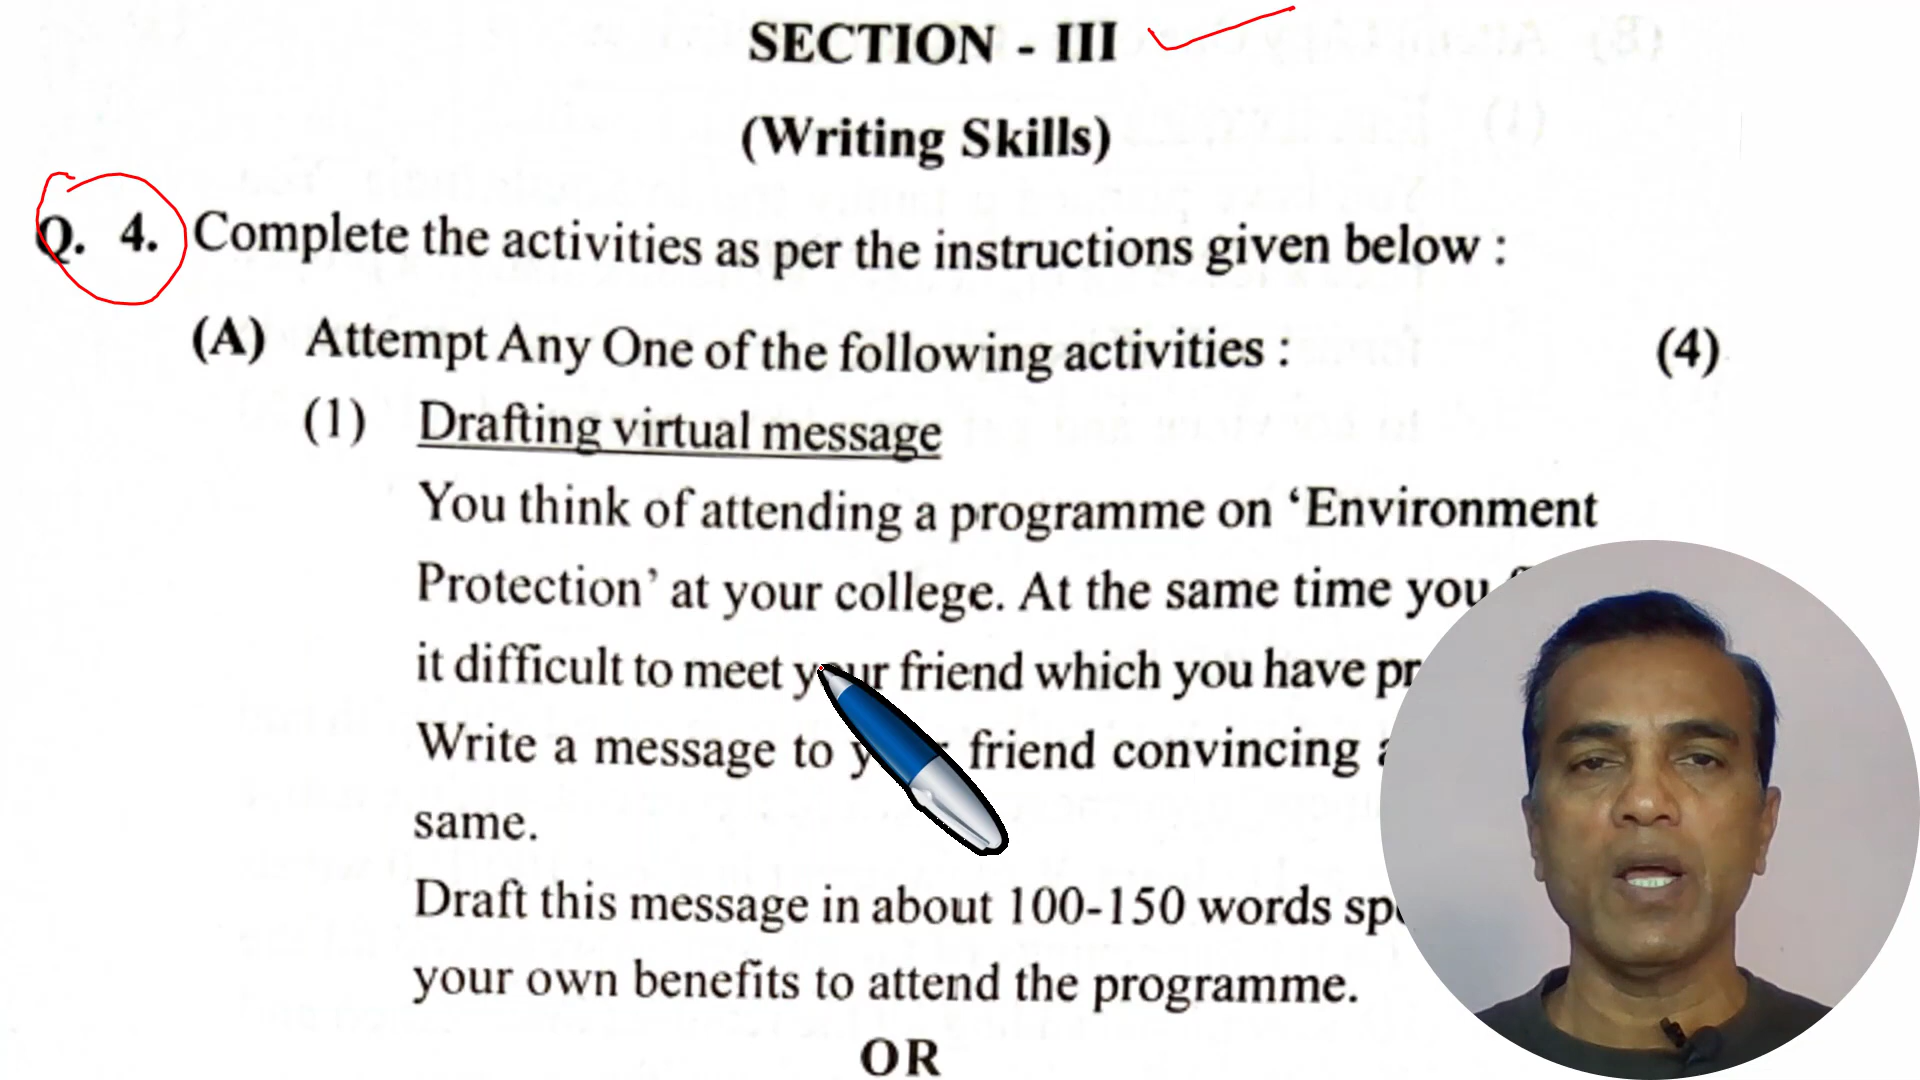 SECTION - III
(Writing Skills)
Q. 4. Complete the activities as per the instructions given below :
(A) Attempt Any One of the following activities : (4)
(1) Drafting virtual message
You think of attending a programme on ‘Environment
Protection’ at your college. At the same time you
it difficult to meet your friend which you have
Write a message to your friend convincing
same.
Draft this message in about 100-150 words
your own benefits to attend the programme.
OR